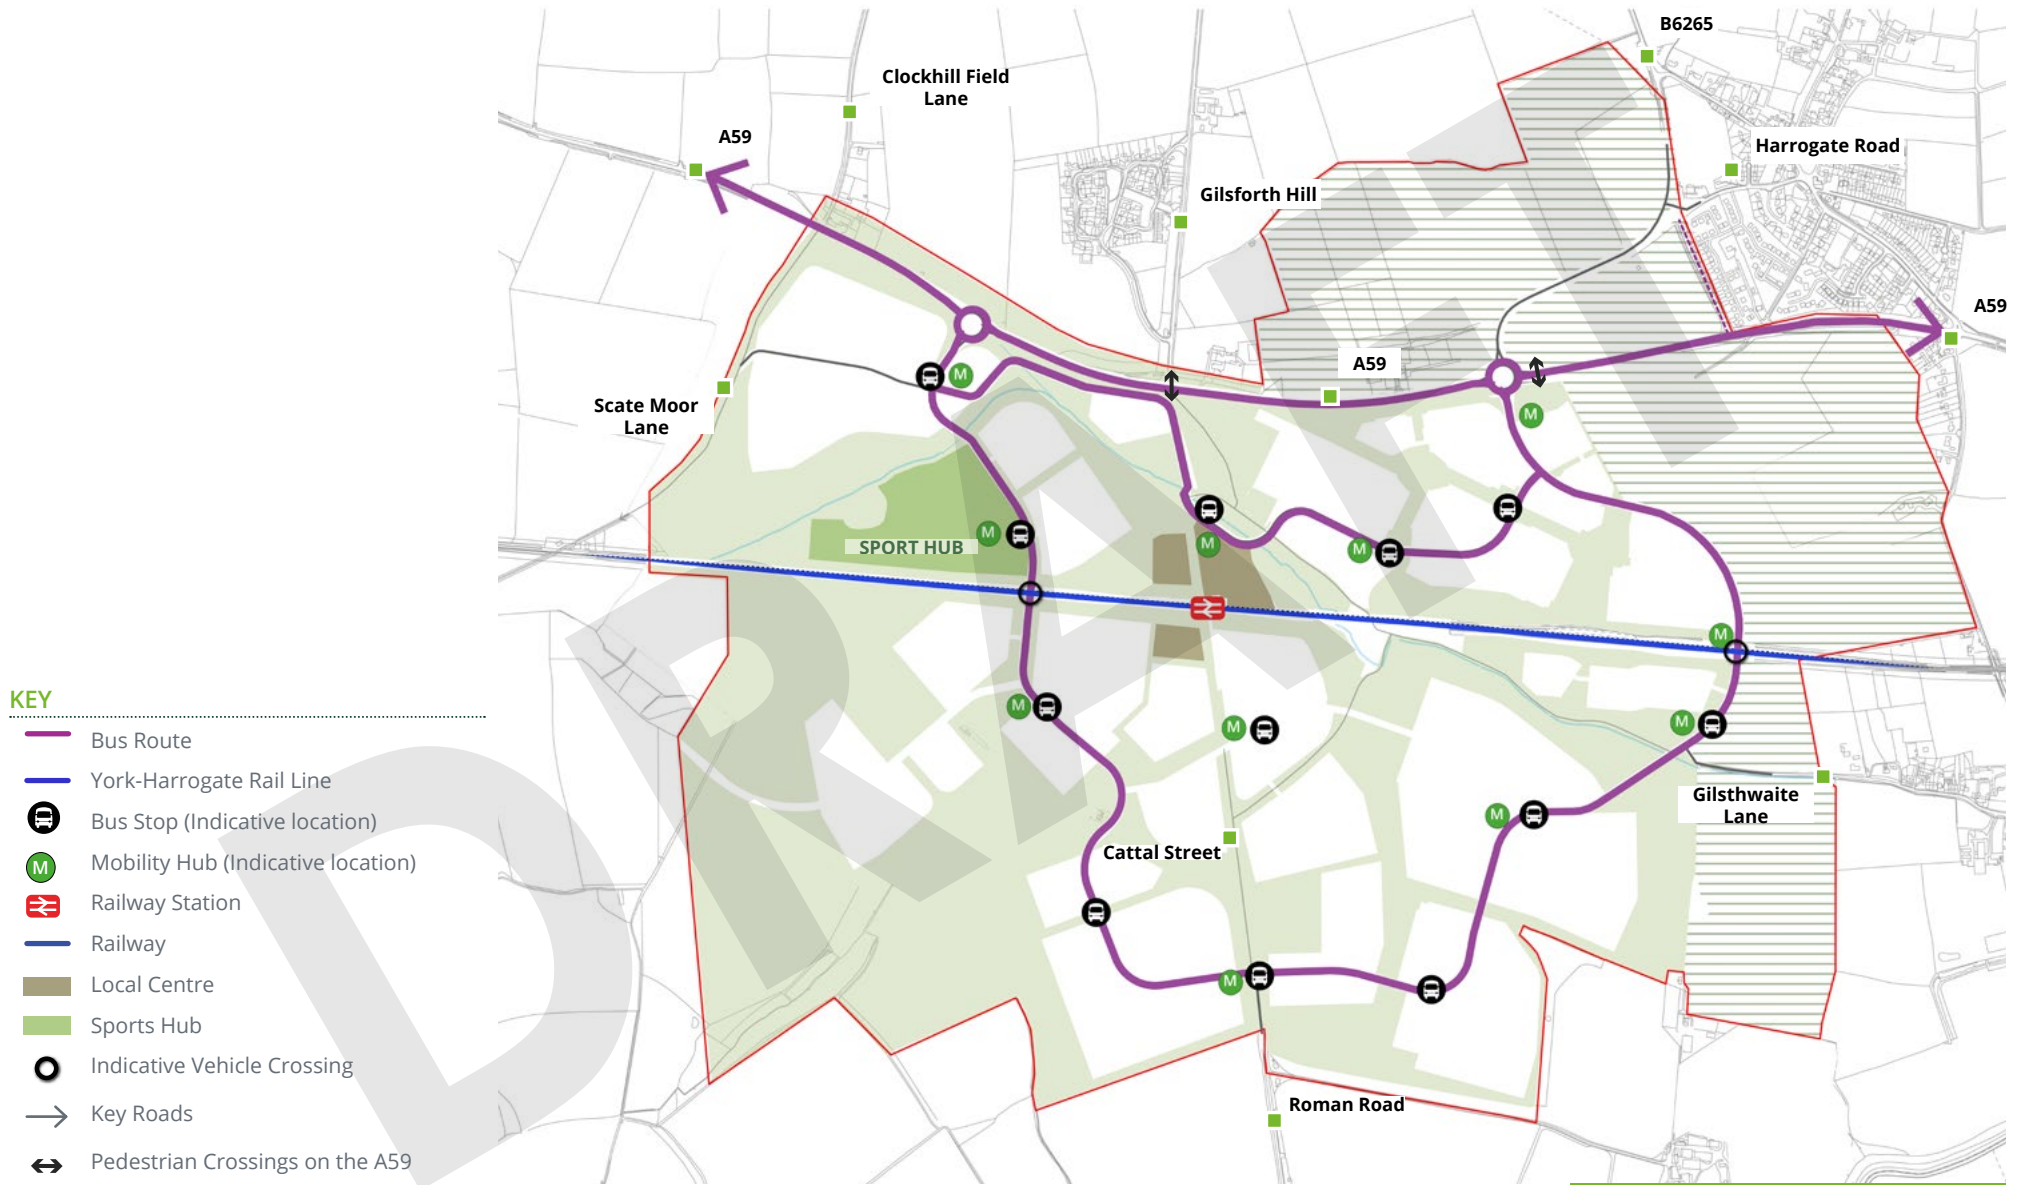 B6265
Clockhill Field
Lane
A59
Harrogate Road
Gilsforth Hill
A59
A59
Scate Moor
Lane
M
M
M
SPORT HUB
M
M
M
M
M
M
Gilsthwaite
Lane
M
Cattal Street
M
Roman Road
DRAFT
KEY
Bus Route
York-Harrogate Rail Line
Bus Stop (Indicative location)
M
Mobility Hub (Indicative location)
Railway Station
Railway
Local Centre
Sports Hub
Indicative Vehicle Crossing
Key Roads
Pedestrian Crossings on the A59